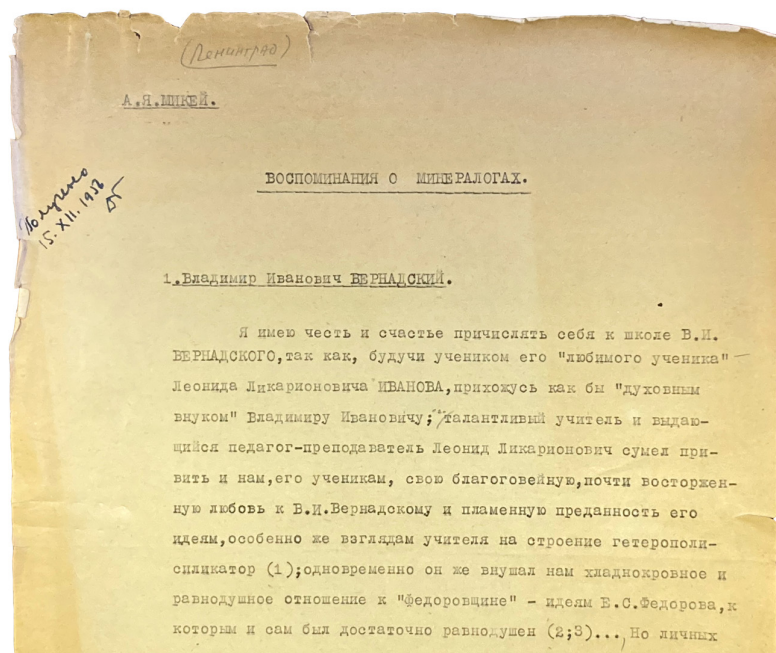 (Ленинград)
А.Я.МИКЕЙ.
Получено
15.XII.1958
ВОСПОМИНАНИЯ О МИНЕРАЛОГАХ.
1.Владимир Иванович ВЕРНАДСКИЙ.
Я имею честь и счастье причислять себя к школе В.И.
ВЕРНАДСКОГО,так как, будучи учеником его "любимого ученика"
Леонида Ликарионовича ИВАНОВА,прихожусь как бы "духовным
внуком" Владимиру Ивановичу; талантливый учитель и выдаю-
щийся педагог-преподаватель Леонид Ликарионович сумел при-
вить и нам,его ученикам, свою благоговейную,почти восторжен-
ную любовь к В.И.Вернадскому и пламенную преданность его
идеям,особенно же взглядам учителя на строение гетерополи-
силикатор (1);одновременно он же внушал нам хладнокровное и
равнодушное отношение к "Федоровщине" - идеям Е.С.Федорова,к
которым и сам был достаточно равнодушен (2;3)..., Но личных